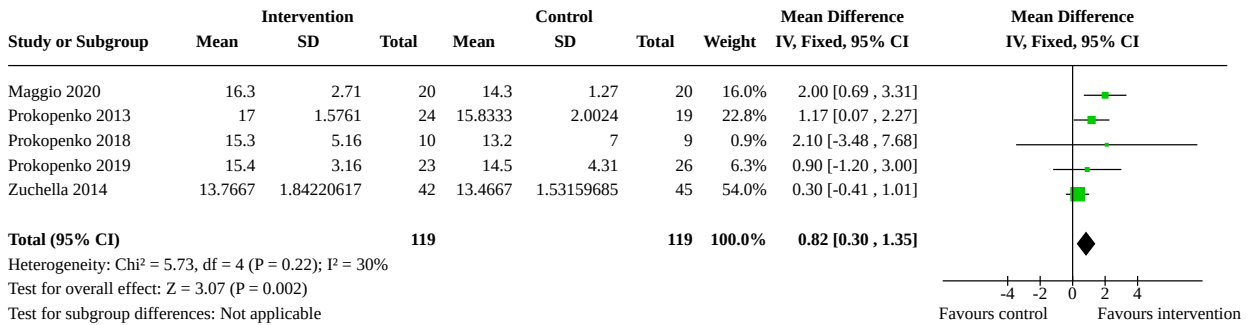 Intervention Control Mean Difference Mean Difference
Study or Subgroup Mean SD Total Mean SD Total Weight IV, Fixed, 95% CI IV, Fixed, 95% CI
Maggio 2020 16.3 2.71 20 14.3 1.27 20 16.0% 2.00 [0.69 , 3.31]
Prokopenko 2013 17 1.5761 24 15.8333 2.0024 19 22.8% 1.17 [0.07 , 2.27]
Prokopenko 2018 15.3 5.16 10 13.2 7 9 0.9% 2.10 [-3.48 , 7.68]
Prokopenko 2019 15.4 3.16 23 14.5 4.31 26 6.3% 0.90 [-1.20 , 3.00]
Zuchella 2014 13.7667 1.84220617 42 13.4667 1.53159685 45 54.0% 0.30 [-0.41 , 1.01]
Total (95% CI) 119 119 100.0% 0.82 [0.30 , 1.35]
Heterogeneity: Chi² = 5.73, df = 4 (P = 0.22); I² = 30%
Test for overall effect: Z = 3.07 (P = 0.002)
-4 -2 0 2 4
Test for subgroup differences: Not applicable Favours control Favours intervention